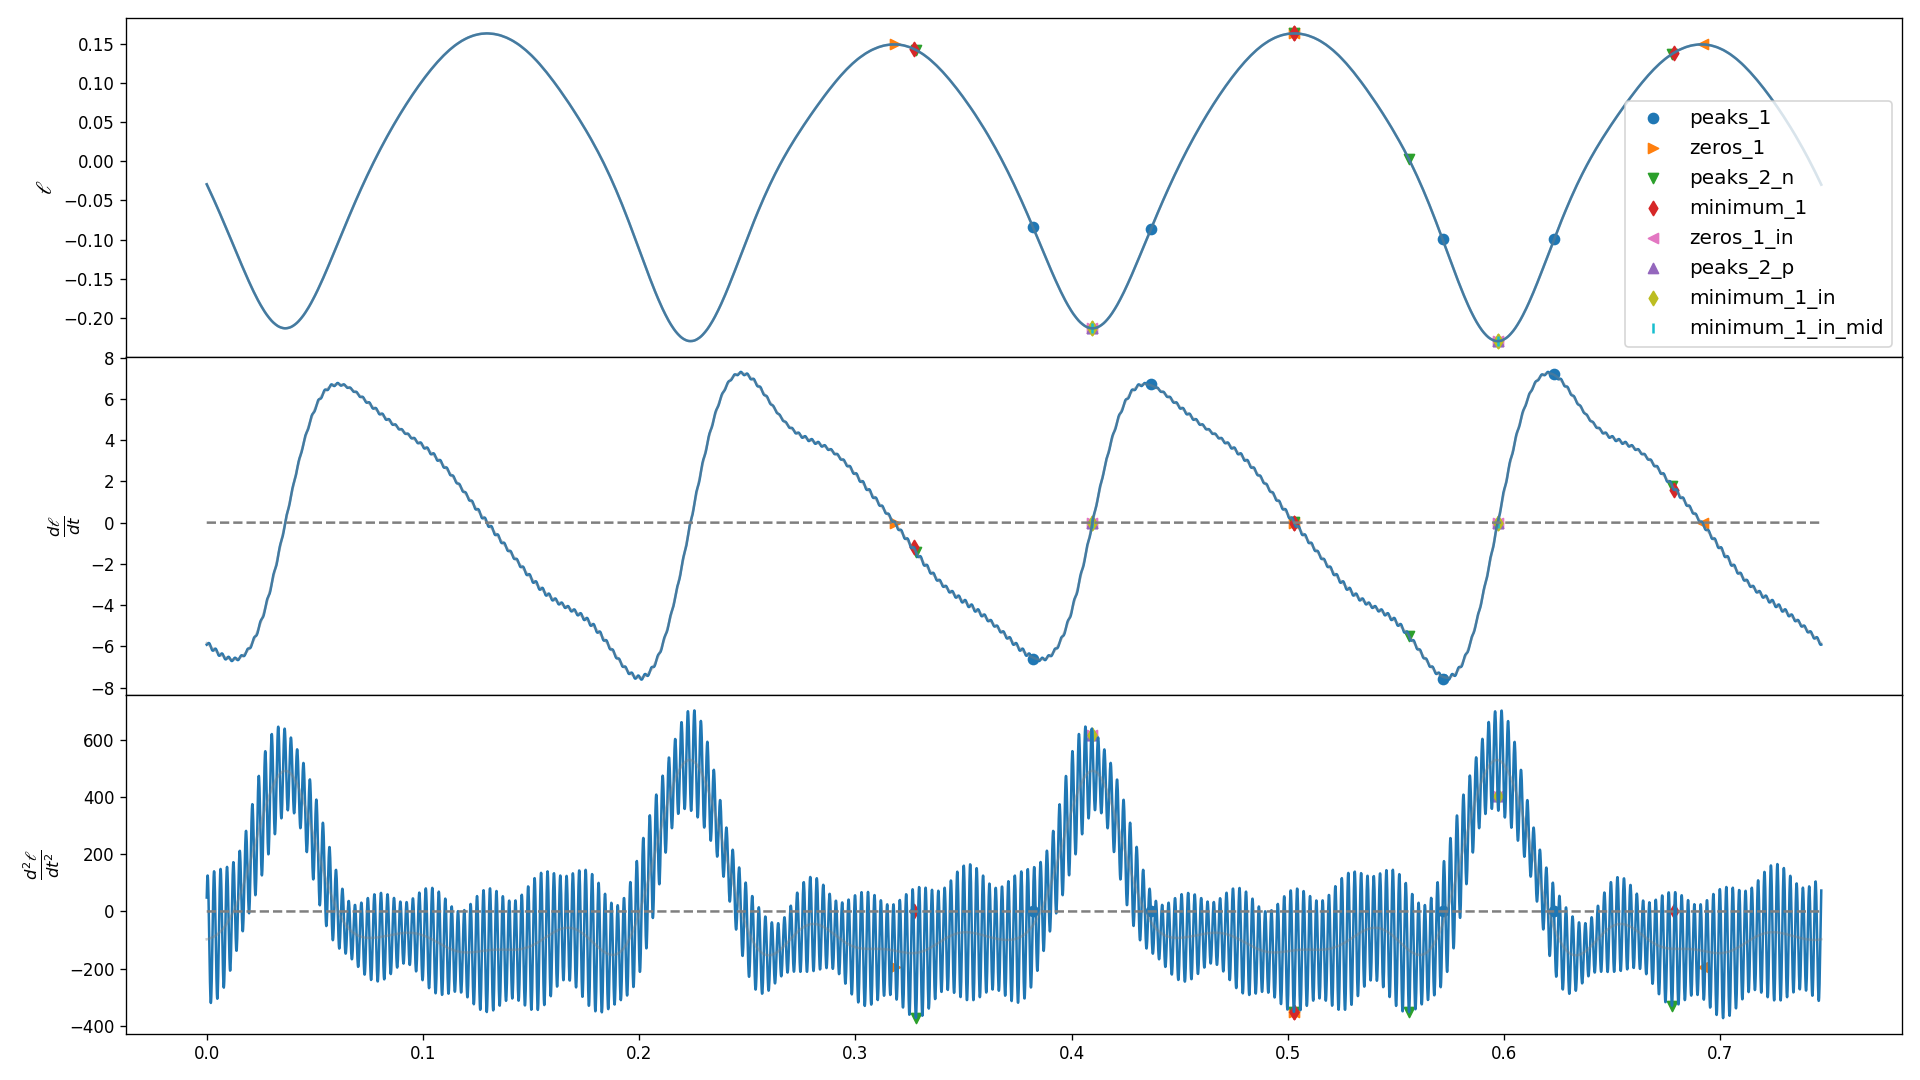 0.15
0.10
0.05
0.00
−0.05
−0.10
−0.15
−0.20
ℓ
peaks_1
zeros_1
peaks_2_n
minimum_1
zeros_1_in
peaks_2_p
minimum_1_in
minimum_1_in_mid
8
6
4
2
0
−2
−4
−6
−8
dℓ
dt
600
400
200
0
−200
−400
d²ℓ
dt²
0.0 0.1 0.2 0.3 0.4 0.5 0.6 0.7